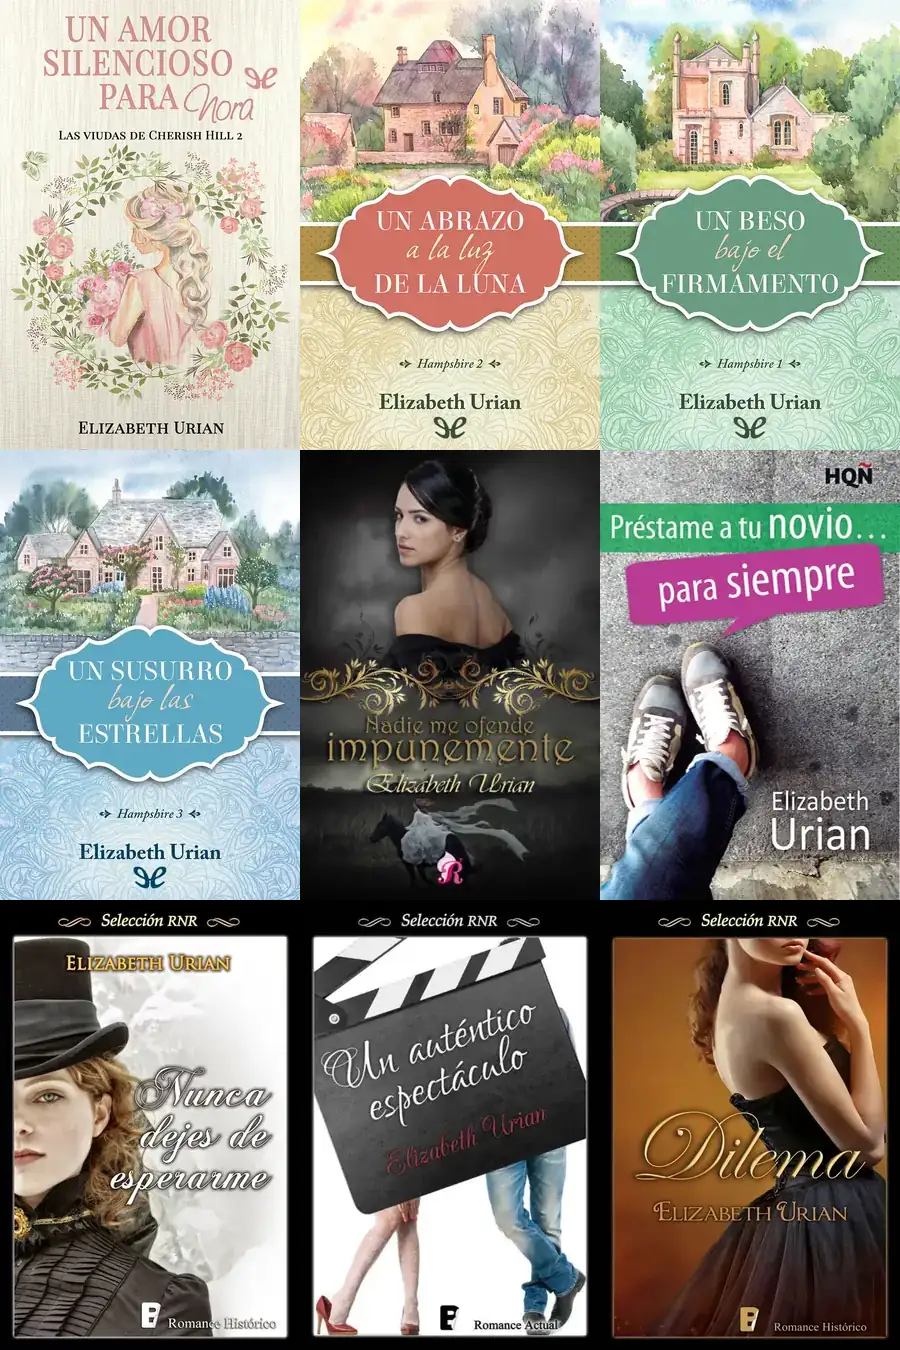 UN AMOR
SILENCIOSO
PARA Nora
LAS VIUDAS DE CHERISH HILL 2
ELIZABETH URIAN
UN ABRAZO
a la luz
DE LA LUNA
Hampshire 2
Elizabeth Urian
UN BESO
bajo el
FIRMAMENTO
Hampshire 1
Elizabeth Urian
UN SUSURRO
bajo las
ESTRELLAS
Hampshire 3
Elizabeth Urian
Nadie me ofende
impunemente
Elizabeth Urian
R
HQÑ
Préstame a tu novio...
para siempre
Elizabeth
Urian
Selección RNR
ELIZABETH URIAN
Nunca
dejes de
esperarme
B Romance Histórico
Selección RNR
Un auténtico
espectáculo
Elizabeth Urian
B Romance Actual
Selección RNR
Dilema
ELIZABETH URIAN
B Romance Histórico